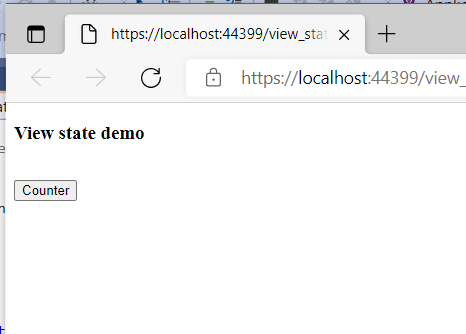 https://localhost:44399/view_stat
https://localhost:44399/view_
View state demo
Counter